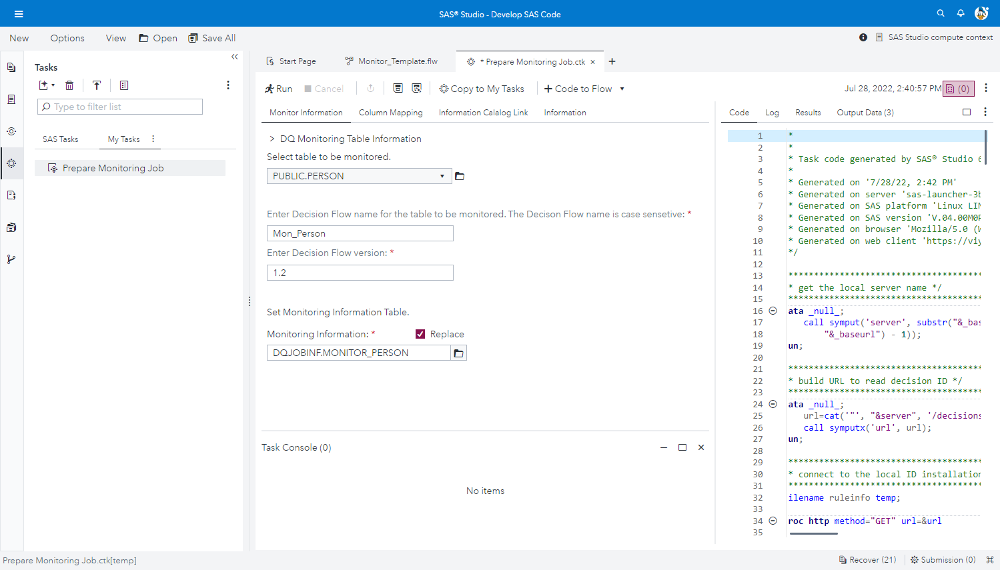 SAS® Studio - Develop SAS Code
New Options View Open Save All
SAS Studio compute context
Tasks
Type to filter list
SAS Tasks My Tasks
Prepare Monitoring Job
Start Page Monitor_Template.flw * Prepare Monitoring Job.ctk
Run Cancel Copy to My Tasks Code to Flow
Jul 28, 2022, 2:40:57 PM (0)
Monitor Information Column Mapping Information Calalog Link Information
DQ Monitoring Table Information
Select table to be monitored.
PUBLIC.PERSON
Enter Decision Flow name for the table to be monitored. The Decison Flow name is case sensetive: *
Mon_Person
Enter Decision Flow version: *
1.2
Set Monitoring Information Table.
Monitoring Information: * Replace
DQJOBINF.MONITOR_PERSON
Task Console (0)
No items
Code Log Results Output Data (3)
1 *
2 *
3 * Task code generated by SAS® Studio 6
4 *
5 * Generated on '7/28/22, 2:42 PM'
6 * Generated on server 'sas-launcher-3b
7 * Generated on SAS platform 'Linux LIN
8 * Generated on SAS version 'V.04.00M0P
9 * Generated on browser 'Mozilla/5.0 (W
10 * Generated on web client 'https://viy
11 */
12
13 **************************************
14 * get the local server name */
15 **************************************
16 ata _null_;
17 call symput('server', substr("&_bas
18 "&_baseurl") - 1));
19 un;
20
21 **************************************
22 * build URL to read decision ID */
23 **************************************
24 ata _null_;
25 url=cat('"', "&server", '/decisions
26 call symputx('url', url);
27 un;
28
29 **************************************
30 * connect to the local ID installation
31 **************************************
32 ilename ruleinfo temp;
33
34 roc http method="GET" url=&url
35
Prepare Monitoring Job.ctk[temp]
Recover (21) Submission (0)